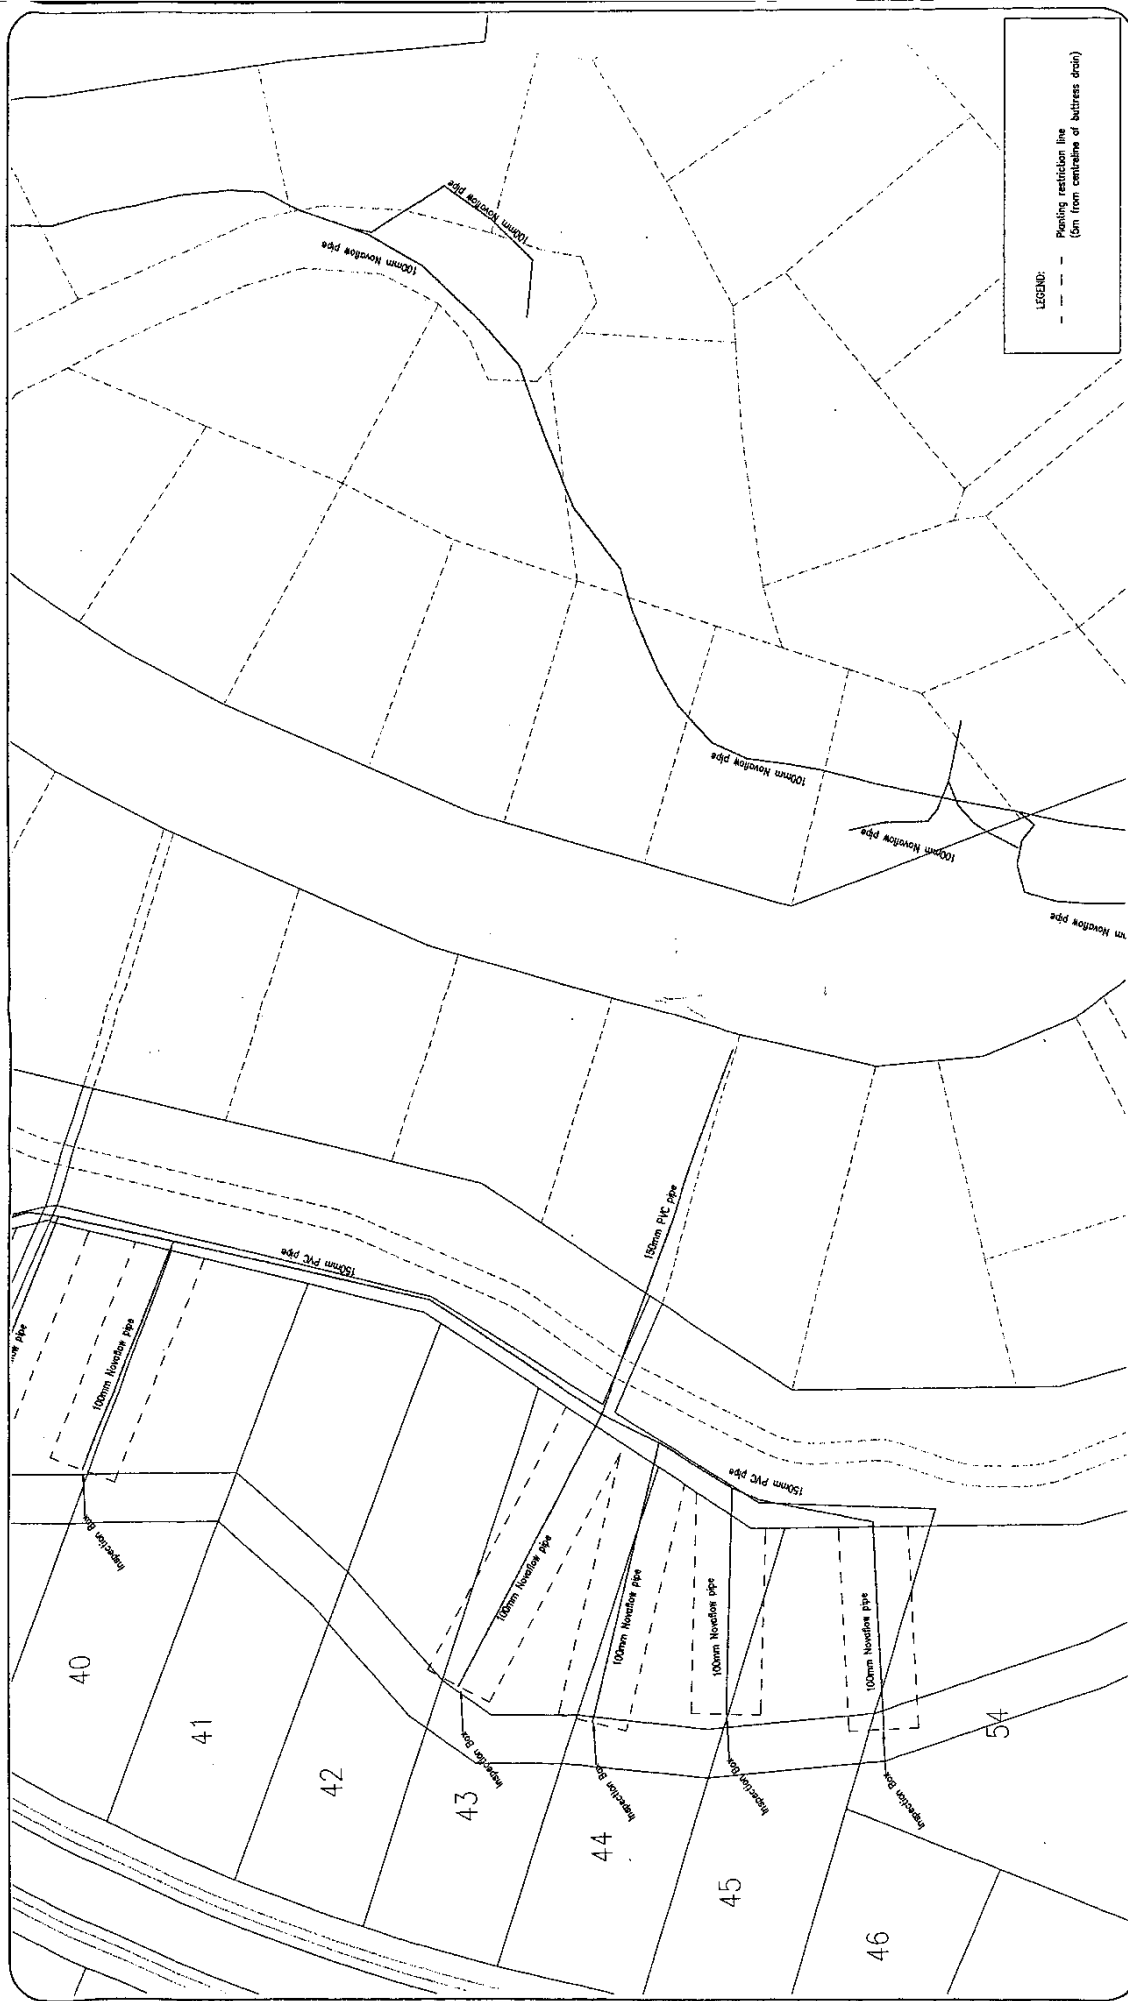 LEGEND:
Planting restriction line
(5m from centreline of buttress drain)
100mm Novaflow pipe
100mm Novaflow pipe
100mm Novaflow pipe
100mm Novaflow pipe
Novaflow pipe
150mm PVC pipe
150mm PVC pipe
pipe
100mm Novaflow pipe
150mm PVC pipe
100mm Novaflow pipe
100mm Novaflow pipe
100mm Novaflow pipe
100mm Novaflow pipe
Inspection Box
Inspection Box
Inspection Box
Inspection Box
Inspection Box
40
41
42
43
44
45
46
54